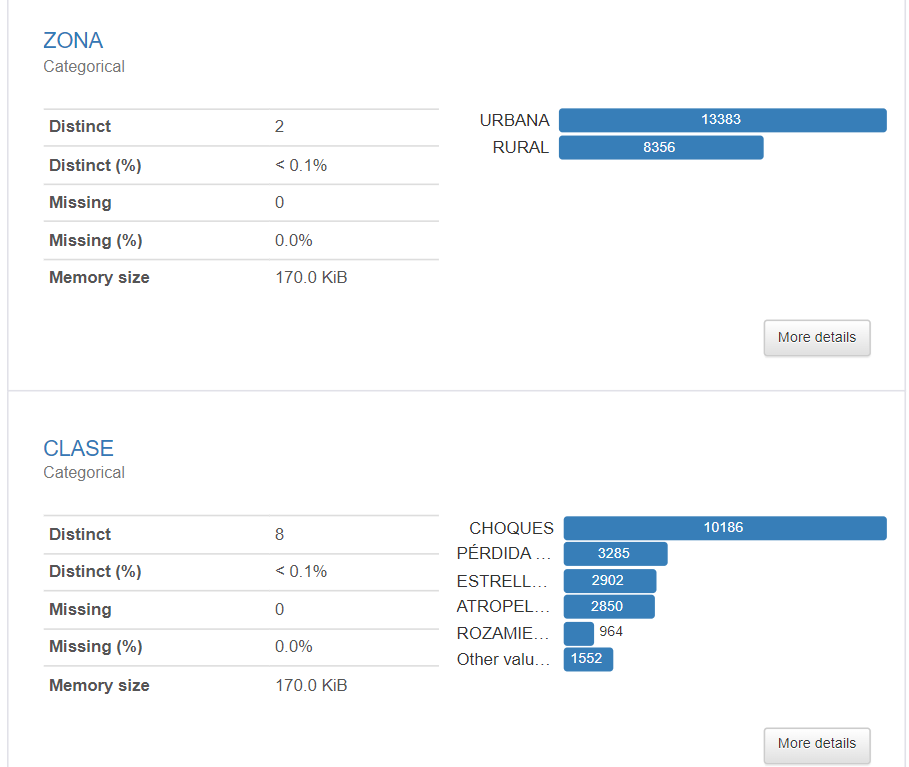 ZONA
Categorical
Distinct 2
Distinct (%) < 0.1%
Missing 0
Missing (%) 0.0%
Memory size 170.0 KiB
URBANA 13383
RURAL 8356
More details
CLASE
Categorical
Distinct 8
Distinct (%) < 0.1%
Missing 0
Missing (%) 0.0%
Memory size 170.0 KiB
CHOQUES 10186
PÉRDIDA … 3285
ESTRELL… 2902
ATROPEL… 2850
ROZAMIE… 964
Other valu… 1552
More details